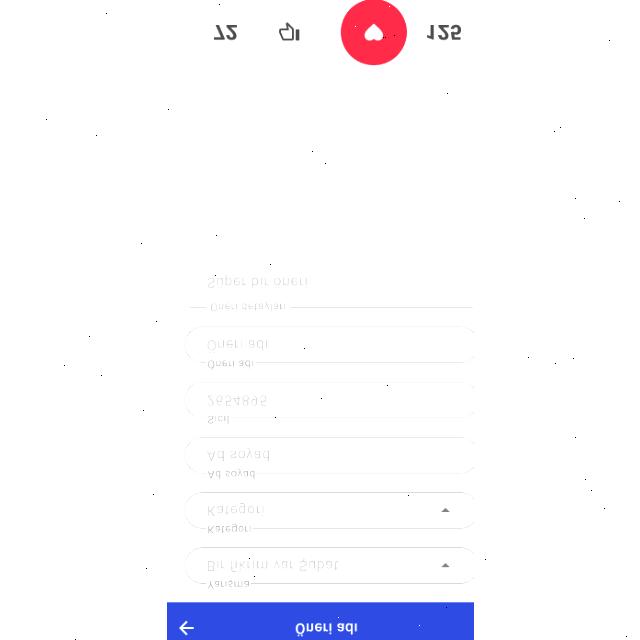 Öneri adı
Yarışma
Bir fikrim var Şubat
Kategori
Kategori
Ad soyad
Ad soyad
Sicil
2654895
Öneri adı
Öneri adı
Öneri detayları
Süper bir öneri
72
125